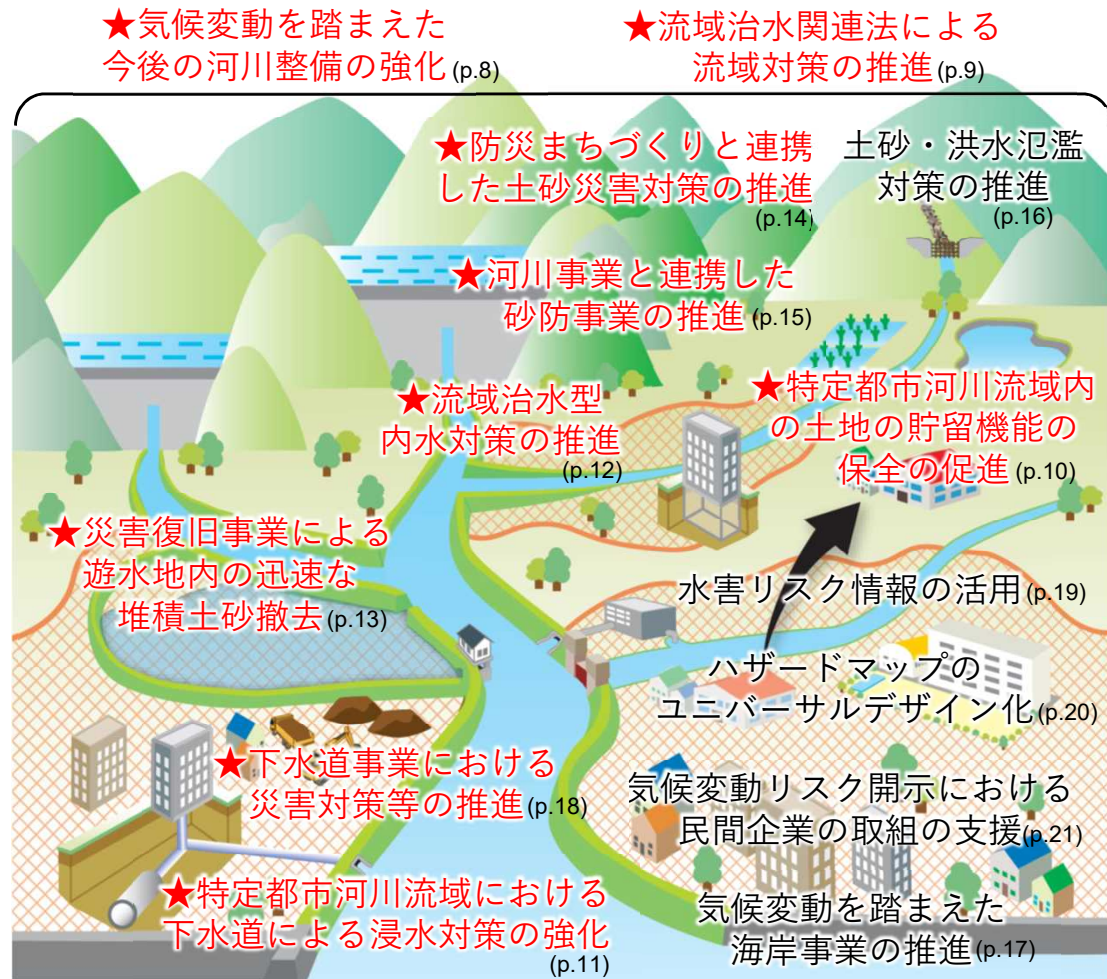 ★気候変動を踏まえた
今後の河川整備の強化(p.8)
★流域治水関連法による
流域対策の推進(p.9)
★防災まちづくりと連携
した土砂災害対策の推進
(p.14)
土砂・洪水氾濫
対策の推進
(p.16)
★河川事業と連携した
砂防事業の推進(p.15)
★流域治水型
内水対策の推進
(p.12)
★特定都市河川流域内
の土地の貯留機能の
保全の促進(p.10)
★災害復旧事業による
遊水地内の迅速な
堆積土砂撤去(p.13)
水害リスク情報の活用(p.19)
ハザードマップの
ユニバーサルデザイン化(p.20)
★下水道事業における
災害対策等の推進(p.18)
気候変動リスク開示における
民間企業の取組の支援(p.21)
★特定都市河川流域における
下水道による浸水対策の強化
(p.11)
気候変動を踏まえた
海岸事業の推進(p.17)